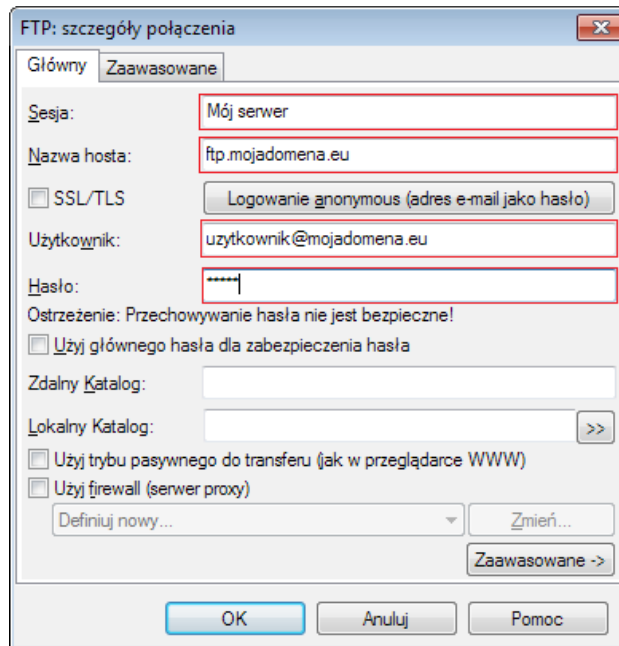 FTP: szczegóły połączenia
Główny Zaawasowane
Sesja: Mój serwer
Nazwa hosta: ftp.mojadomena.eu
SSL/TLS Logowanie anonymous (adres e-mail jako hasło)
Użytkownik: uzytkownik@mojadomena.eu
Hasło: *****
Ostrzeżenie: Przechowywanie hasła nie jest bezpieczne!
Użyj głównego hasła dla zabezpieczenia hasła
Zdalny Katalog:
Lokalny Katalog: >>
Użyj trybu pasywnego do transferu (jak w przeglądarce WWW)
Użyj firewall (serwer proxy)
Definiuj nowy... Zmień...
Zaawasowane ->
OK Anuluj Pomoc